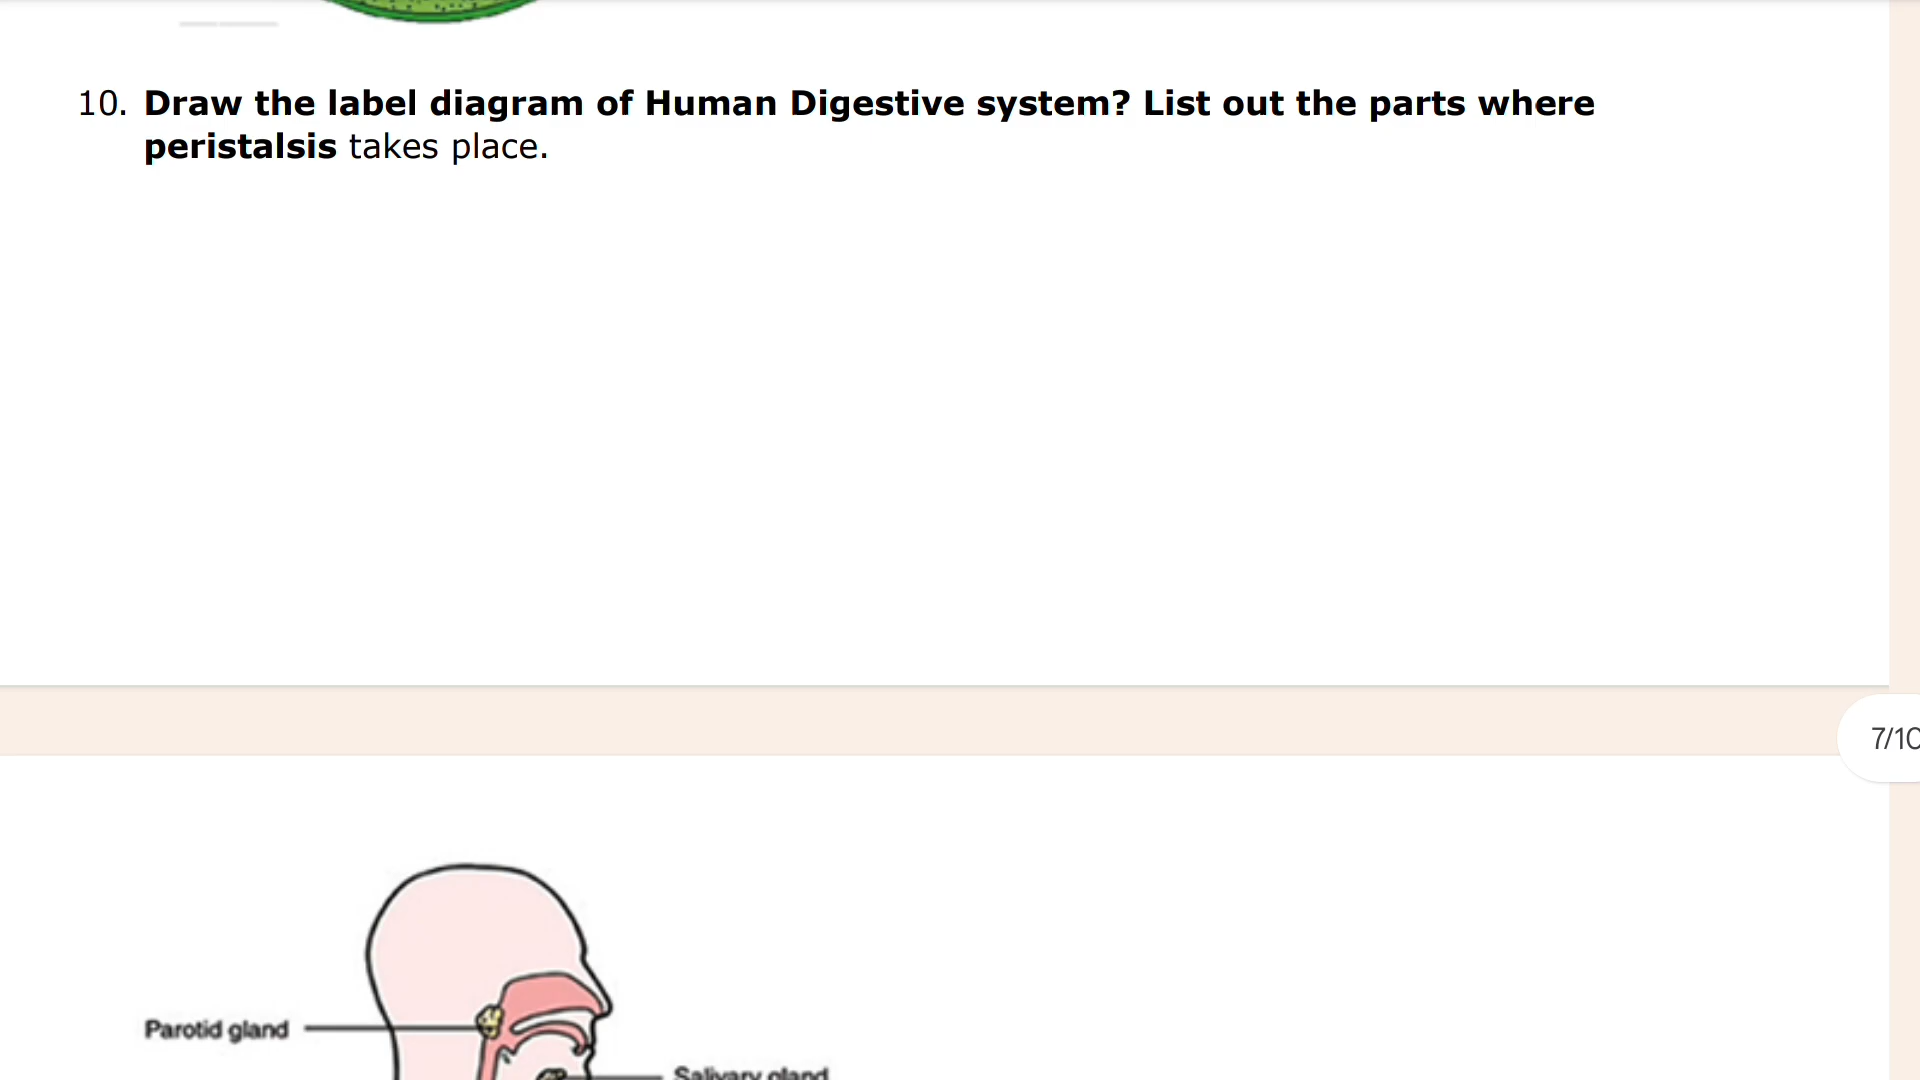 10. Draw the label diagram of Human Digestive system? List out the parts where
peristalsis takes place.
7/10
Parotid gland
Salivary gland